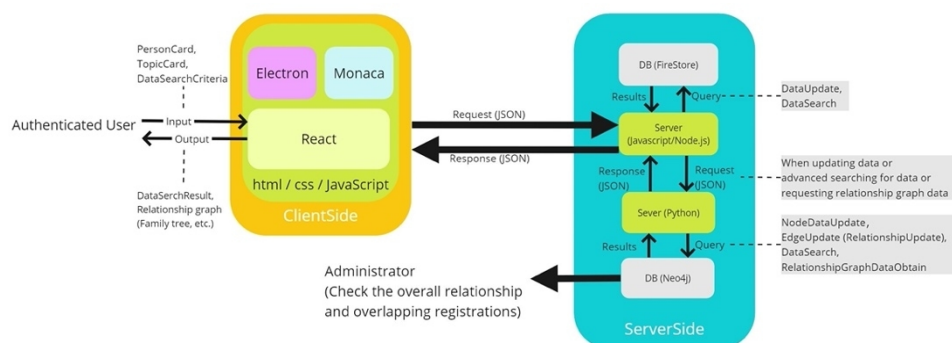 PersonCard,
TopicCard,
DataSearchCriteria
Authenticated User
Input
Output
DataSerchResult,
Relationship graph
(Family tree, etc.)
Electron
Monaca
React
html / css / JavaScript
ClientSide
Request (JSON)
Response (JSON)
DB (FireStore)
Results
Query
Server
(Javascript/Node.js)
Response
(JSON)
Request
(JSON)
Sever (Python)
Results
Query
DB (Neo4j)
ServerSide
DataUpdate,
DataSearch
When updating data or
advanced searching for data or
requesting relationship graph data
NodeDataUpdate,
EdgeUpdate (RelationshipUpdate),
DataSearch,
RelationshipGraphDataObtain
Administrator
(Check the overall relationship
and overlapping registrations)